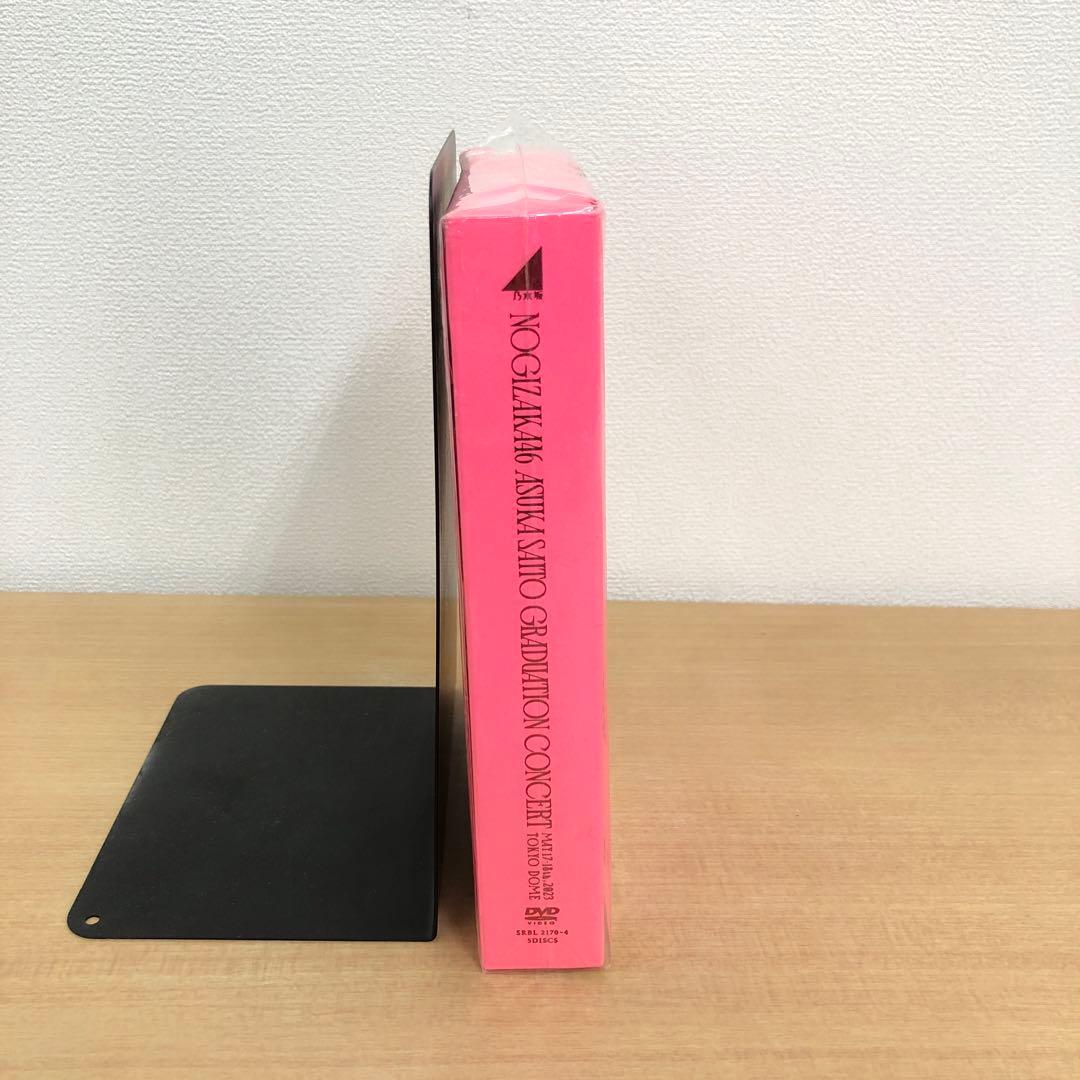 乃木坂
NOGIZAKA46 ASUKA SAITO GRADUATION CONCERT
MAY 17-18th, 2023
TOKYO DOME
DVD
VIDEO
SRBL 2170~4
5DISCS